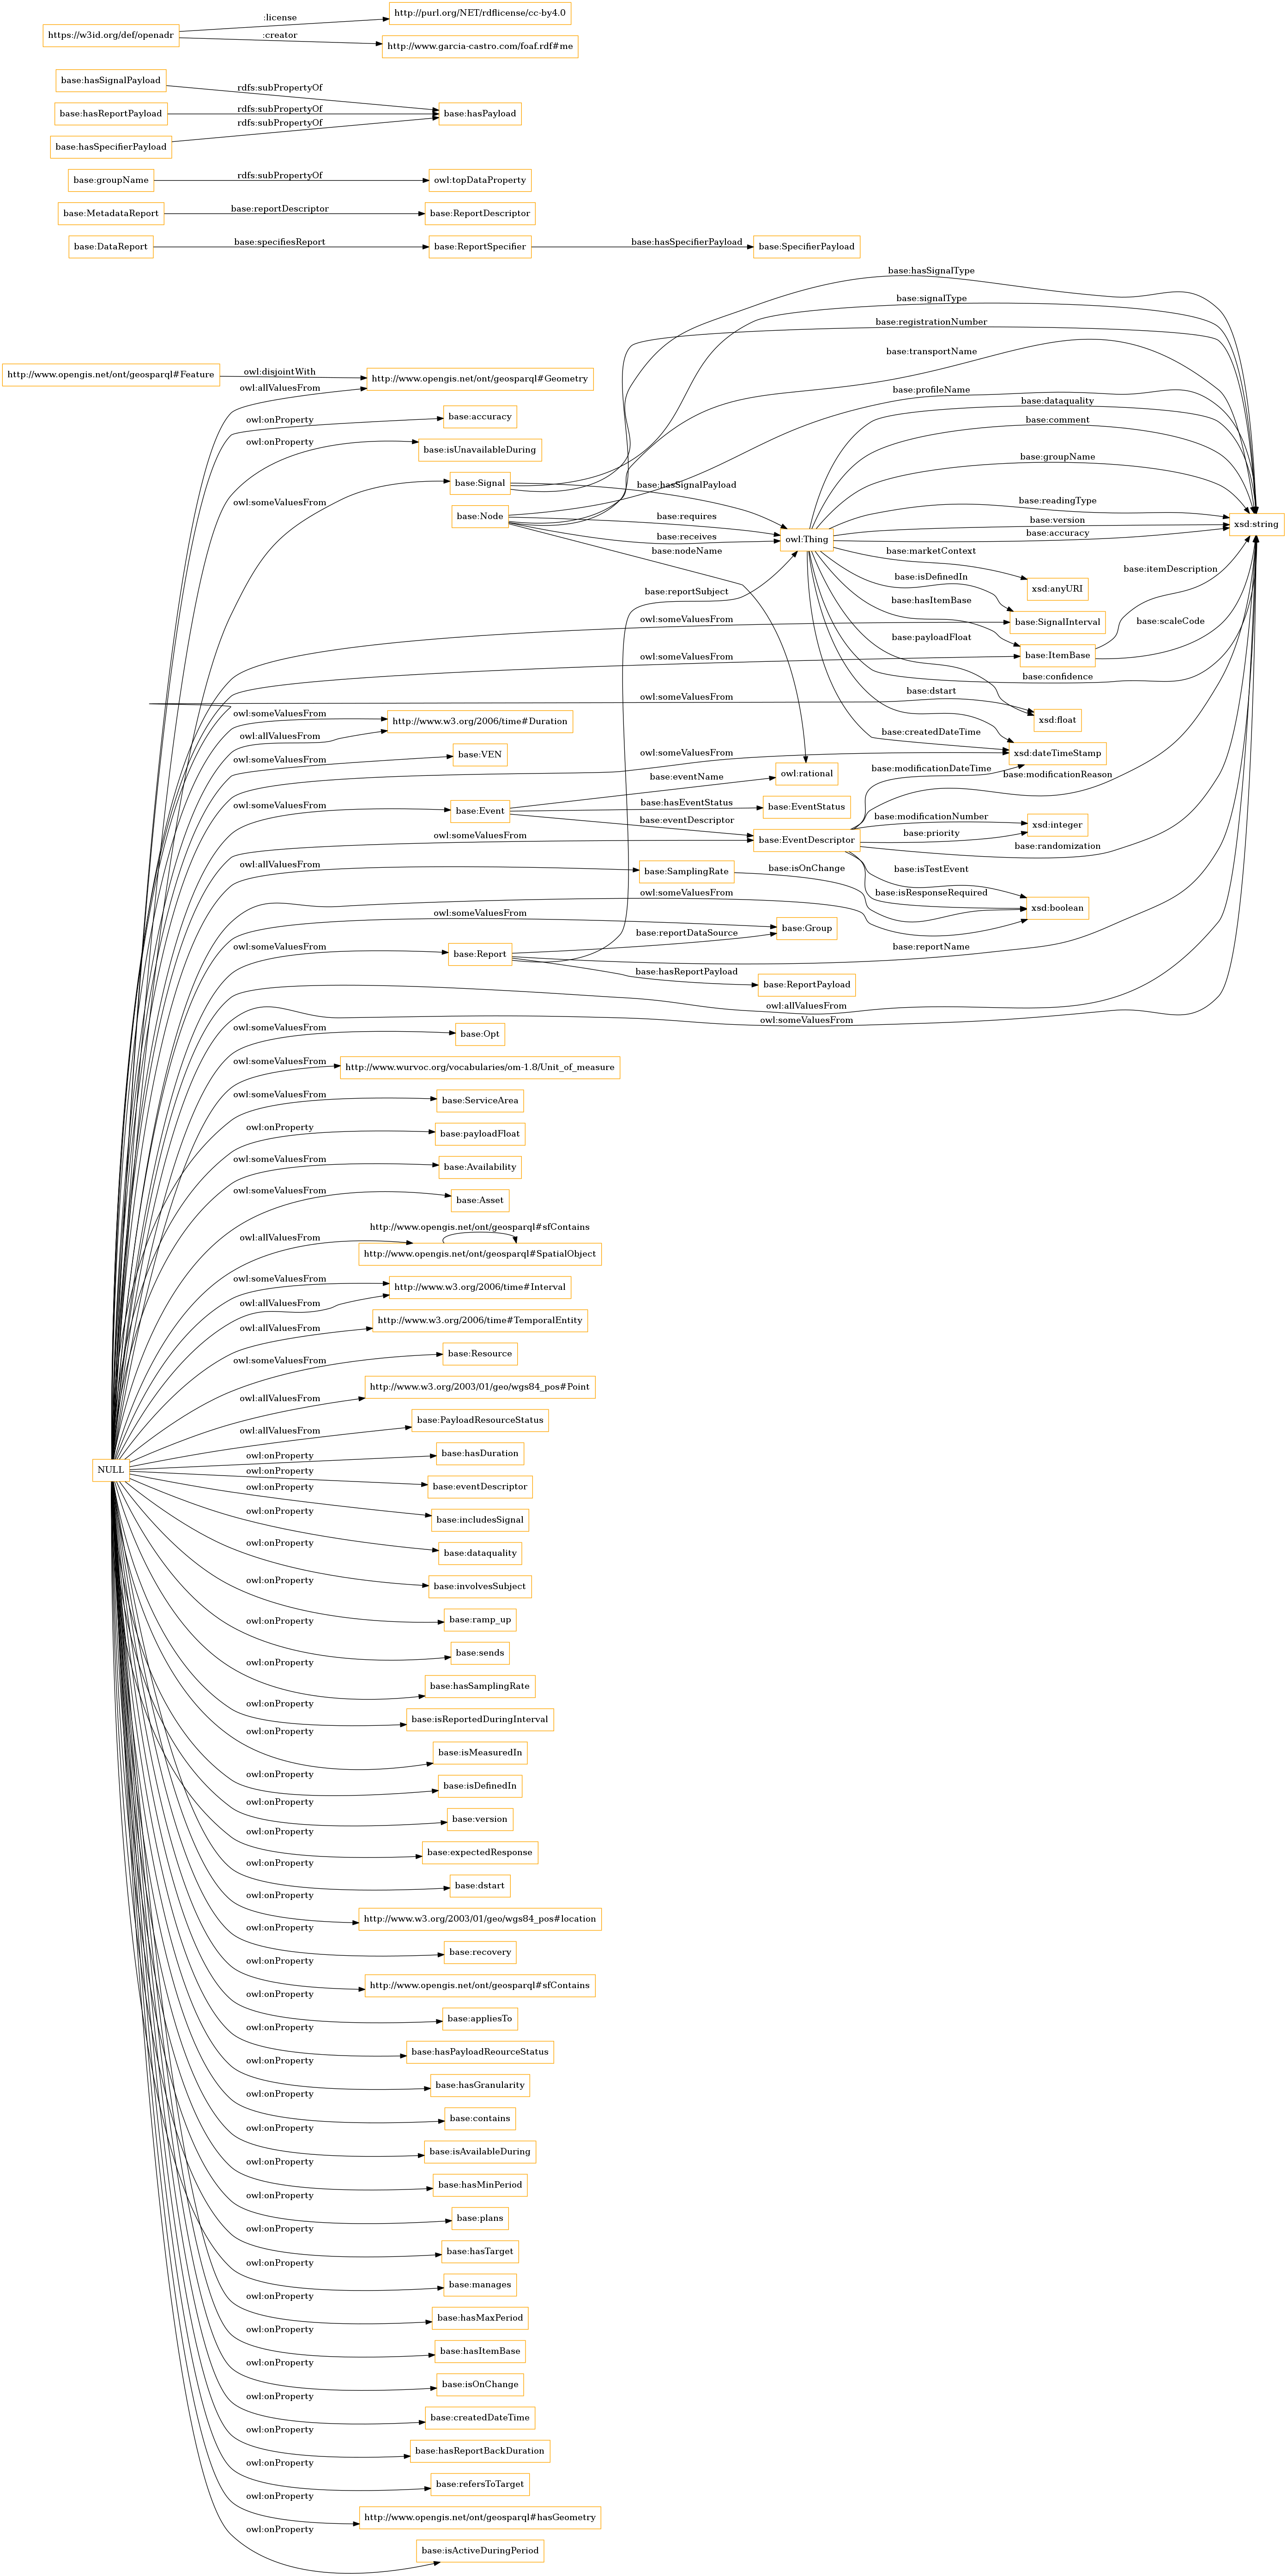 http://purl.org/NET/rdflicense/cc-by4.0
:license
https://w3id.org/def/openadr
:creator
http://www.garcia-castro.com/foaf.rdf#me
base:hasSignalPayload
rdfs:subPropertyOf
base:hasReportPayload
rdfs:subPropertyOf
base:hasPayload
rdfs:subPropertyOf
base:hasSpecifierPayload
base:groupName
rdfs:subPropertyOf
owl:topDataProperty
base:MetadataReport
base:reportDescriptor
base:ReportDescriptor
base:DataReport
base:specifiesReport
base:ReportSpecifier
base:hasSpecifierPayload
base:SpecifierPayload
base:hasSignalType
base:signalType
base:registrationNumber
base:transportName
http://www.opengis.net/ont/geosparql#Feature
owl:disjointWith
http://www.opengis.net/ont/geosparql#Geometry
owl:allValuesFrom
base:profileName
base:dataquality
owl:onProperty
base:accuracy
base:comment
owl:onProperty
base:isUnavailableDuring
base:groupName
owl:someValuesFrom
base:Signal
base:hasSignalPayload
base:readingType
base:Node
base:requires
base:version
xsd:string
base:receives
owl:Thing
base:accuracy
base:nodeName
base:marketContext
base:itemDescription
base:isDefinedIn
xsd:anyURI
base:reportSubject
base:hasItemBase
owl:someValuesFrom
base:SignalInterval
base:scaleCode
base:payloadFloat
owl:someValuesFrom
base:ItemBase
base:confidence
owl:someValuesFrom
base:dstart
owl:someValuesFrom
http://www.w3.org/2006/time#Duration
xsd:float
owl:allValuesFrom
base:createdDateTime
owl:someValuesFrom
base:VEN
owl:someValuesFrom
xsd:dateTimeStamp
base:eventName
owl:rational
base:modificationDateTime
base:modificationReason
owl:someValuesFrom
base:Event
base:hasEventStatus
base:EventStatus
base:eventDescriptor
base:modificationNumber
xsd:integer
owl:someValuesFrom
base:EventDescriptor
base:priority
base:randomization
owl:allValuesFrom
base:SamplingRate
base:isOnChange
base:isTestEvent
owl:someValuesFrom
base:isResponseRequired
xsd:boolean
owl:someValuesFrom
base:Group
base:reportDataSource
owl:someValuesFrom
base:Report
base:reportName
base:hasReportPayload
base:ReportPayload
owl:allValuesFrom
owl:someValuesFrom
owl:someValuesFrom
base:Opt
owl:someValuesFrom
http://www.wurvoc.org/vocabularies/om-1.8/Unit_of_measure
owl:someValuesFrom
base:ServiceArea
owl:onProperty
base:payloadFloat
owl:someValuesFrom
base:Availability
owl:someValuesFrom
base:Asset
http://www.opengis.net/ont/geosparql#sfContains
owl:allValuesFrom
http://www.opengis.net/ont/geosparql#SpatialObject
owl:someValuesFrom
http://www.w3.org/2006/time#Interval
owl:allValuesFrom
http://www.w3.org/2006/time#TemporalEntity
owl:allValuesFrom
owl:someValuesFrom
base:Resource
owl:allValuesFrom
http://www.w3.org/2003/01/geo/wgs84_pos#Point
owl:allValuesFrom
base:PayloadResourceStatus
NULL
owl:onProperty
base:hasDuration
owl:onProperty
base:eventDescriptor
owl:onProperty
base:includesSignal
owl:onProperty
base:dataquality
owl:onProperty
base:involvesSubject
owl:onProperty
base:ramp_up
owl:onProperty
base:sends
owl:onProperty
base:hasSamplingRate
owl:onProperty
base:isReportedDuringInterval
owl:onProperty
base:isMeasuredIn
owl:onProperty
base:isDefinedIn
owl:onProperty
base:version
owl:onProperty
base:expectedResponse
owl:onProperty
base:dstart
owl:onProperty
http://www.w3.org/2003/01/geo/wgs84_pos#location
owl:onProperty
base:recovery
owl:onProperty
http://www.opengis.net/ont/geosparql#sfContains
owl:onProperty
base:appliesTo
owl:onProperty
base:hasPayloadReourceStatus
owl:onProperty
base:hasGranularity
owl:onProperty
base:contains
owl:onProperty
base:isAvailableDuring
owl:onProperty
base:hasMinPeriod
owl:onProperty
base:plans
owl:onProperty
base:hasTarget
owl:onProperty
base:manages
owl:onProperty
base:hasMaxPeriod
owl:onProperty
base:hasItemBase
owl:onProperty
base:isOnChange
owl:onProperty
base:createdDateTime
owl:onProperty
base:hasReportBackDuration
owl:onProperty
base:refersToTarget
owl:onProperty
http://www.opengis.net/ont/geosparql#hasGeometry
owl:onProperty
base:isActiveDuringPeriod